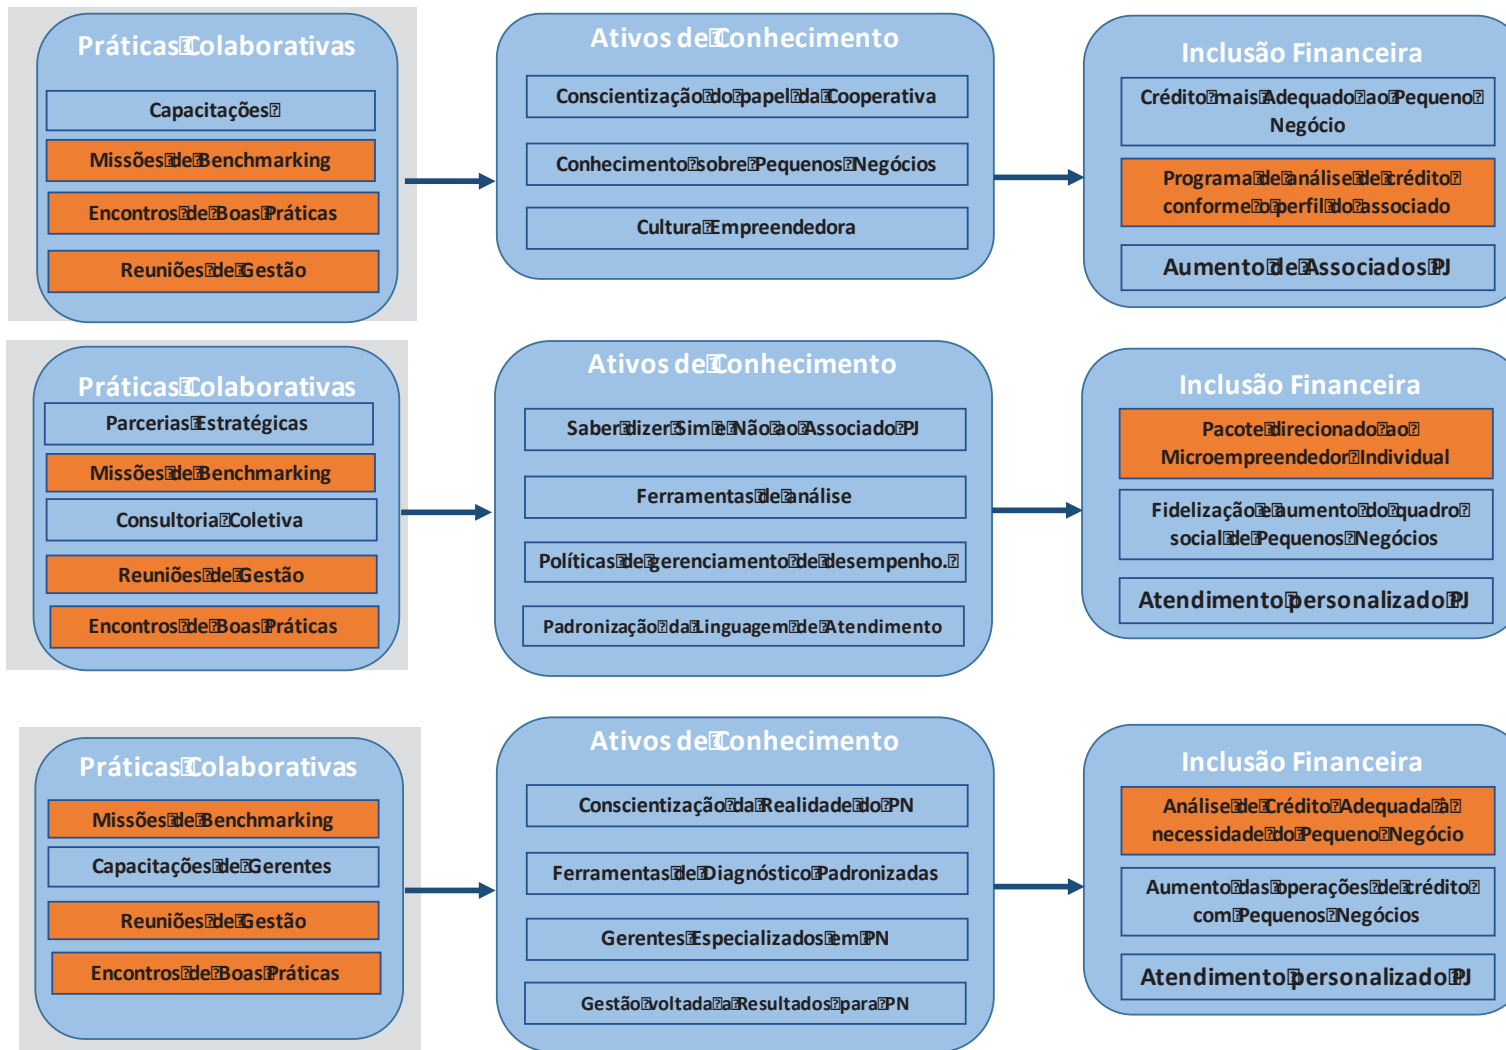 Práticas Colaborativas
Capacitações
Missões de Benchmarking
Encontros de Boas Práticas
Reuniões de Gestão
Ativos de Conhecimento
Conscientização do papel da Cooperativa
Conhecimento sobre Pequenos Negócios
Cultura Empreendedora
Inclusão Financeira
Crédito mais Adequado ao Pequeno
Negócio
Programa de análise de crédito
conforme o perfil do associado
Aumento de Associados PJ
Práticas Colaborativas
Parcerias Estratégicas
Missões de Benchmarking
Consultoria Coletiva
Reuniões de Gestão
Encontros de Boas Práticas
Ativos de Conhecimento
Saber dizer Sim e Não ao Associado PJ
Ferramentas de análise
Políticas de gerenciamento de desempenho.
Padronização da Linguagem de Atendimento
Inclusão Financeira
Pacote direcionado ao
Microempreendedor Individual
Fidelização e aumento do quadro
social de Pequenos Negócios
Atendimento personalizado PJ
Práticas Colaborativas
Missões de Benchmarking
Capacitações de Gerentes
Reuniões de Gestão
Encontros de Boas Práticas
Ativos de Conhecimento
Conscientização da Realidade do PN
Ferramentas de Diagnóstico Padronizadas
Gerentes Especializados em PN
Gestão voltada a Resultados para PN
Inclusão Financeira
Análise de Crédito Adequada à
necessidade do Pequeno Negócio
Aumento das operações de crédito
com Pequenos Negócios
Atendimento personalizado PJ